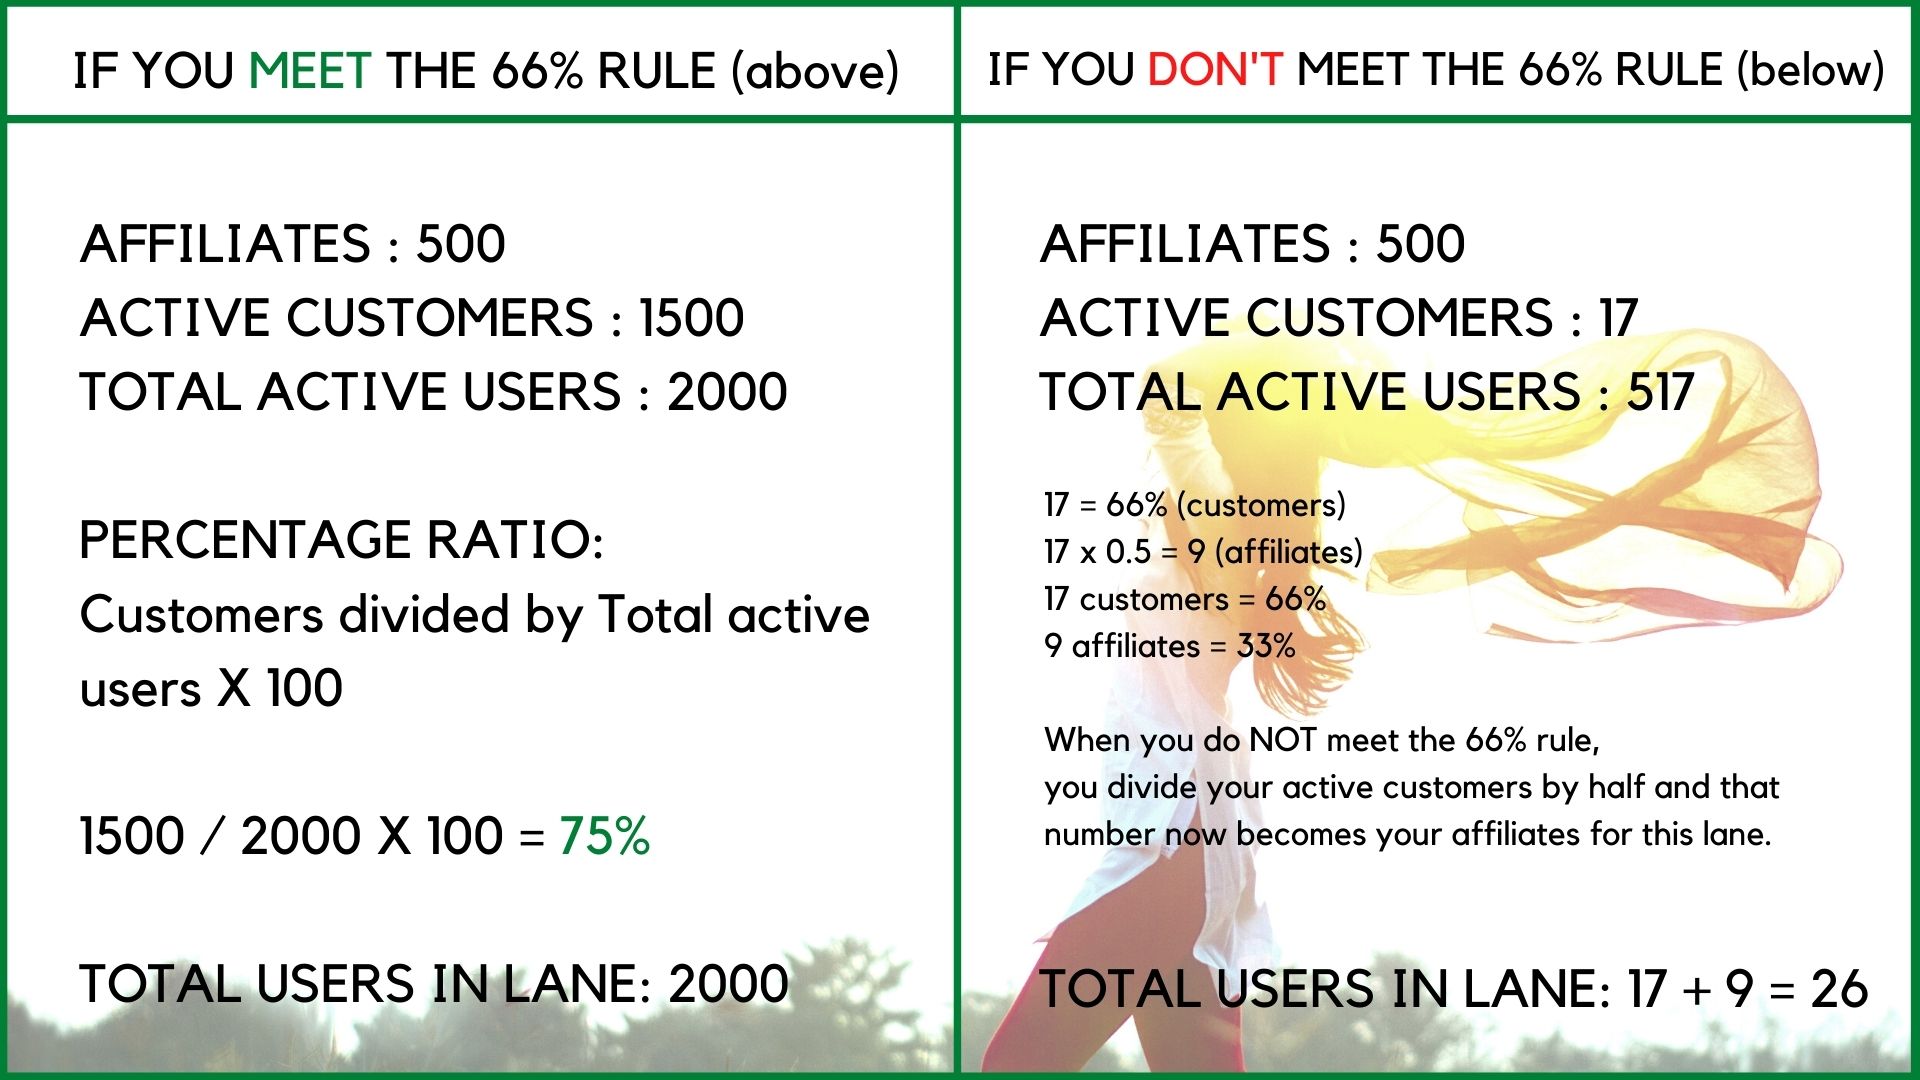 IF YOU MEET THE 66% RULE (above)
AFFILIATES : 500
ACTIVE CUSTOMERS : 1500
TOTAL ACTIVE USERS : 2000
PERCENTAGE RATIO:
Customers divided by Total active
users X 100
1500 / 2000 X 100 = 75%
TOTAL USERS IN LANE: 2000
IF YOU DON'T MEET THE 66% RULE (below)
AFFILIATES : 500
ACTIVE CUSTOMERS : 17
TOTAL ACTIVE USERS : 517
17 = 66% (customers)
17 x 0.5 = 9 (affiliates)
17 customers = 66%
9 affiliates = 33%
When you do NOT meet the 66% rule,
you divide your active customers by half and that
number now becomes your affiliates for this lane.
TOTAL USERS IN LANE: 17 + 9 = 26